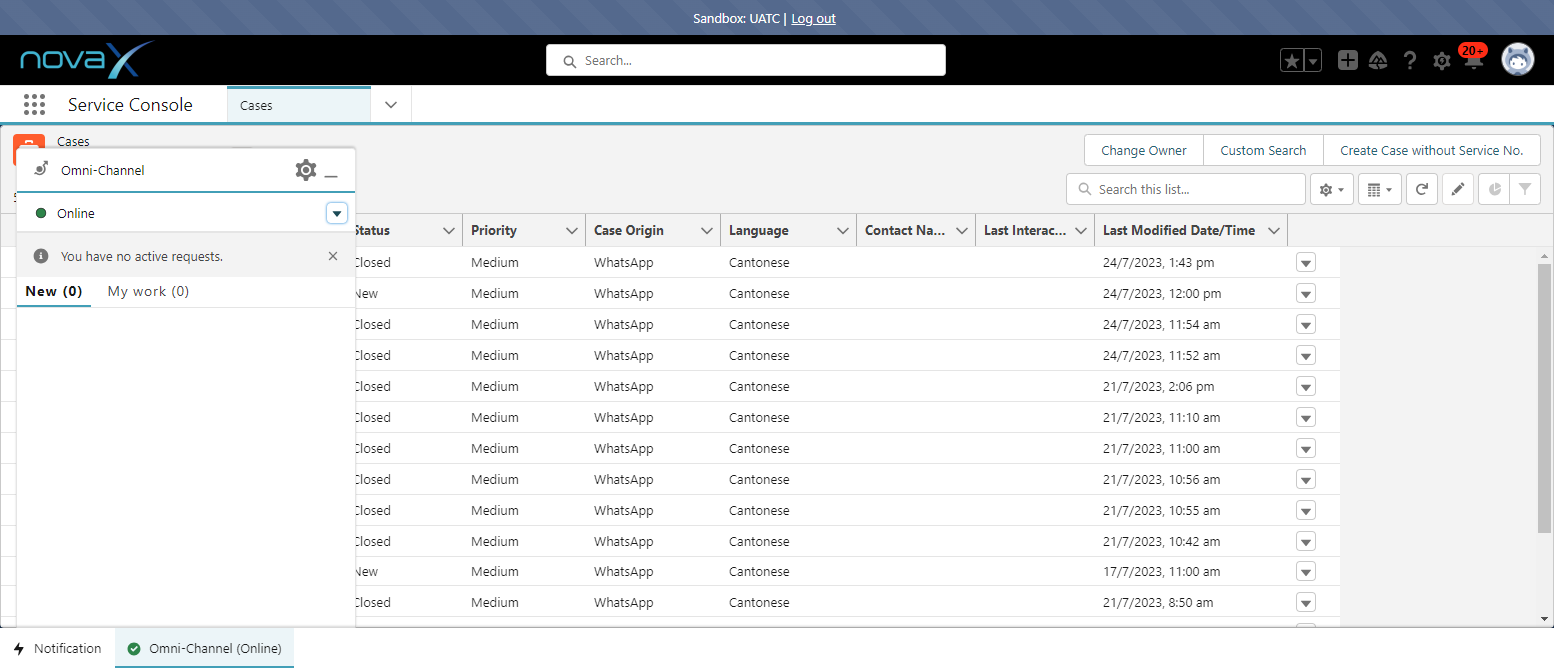 Sandbox: UATC | Log out
novaX
Search...
20+
Service Console
Cases
Cases
Change Owner
Custom Search
Create Case without Service No.
Omni-Channel
Search this list...
Online
You have no active requests.
New (0) My work (0)
Status Priority Case Origin Language Contact Na... Last Interac... Last Modified Date/Time
Closed Medium WhatsApp Cantonese 24/7/2023, 1:43 pm
New Medium WhatsApp Cantonese 24/7/2023, 12:00 pm
Closed Medium WhatsApp Cantonese 24/7/2023, 11:54 am
Closed Medium WhatsApp Cantonese 24/7/2023, 11:52 am
Closed Medium WhatsApp Cantonese 21/7/2023, 2:06 pm
Closed Medium WhatsApp Cantonese 21/7/2023, 11:10 am
Closed Medium WhatsApp Cantonese 21/7/2023, 11:00 am
Closed Medium WhatsApp Cantonese 21/7/2023, 10:56 am
Closed Medium WhatsApp Cantonese 21/7/2023, 10:55 am
Closed Medium WhatsApp Cantonese 21/7/2023, 10:42 am
New Medium WhatsApp Cantonese 17/7/2023, 11:00 am
Closed Medium WhatsApp Cantonese 21/7/2023, 8:50 am
Notification
Omni-Channel (Online)